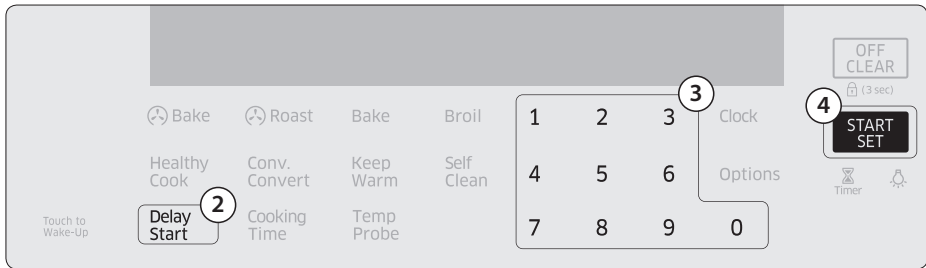 OFF
CLEAR
(3 sec)
3
4
Bake Roast Bake Broil 1 2 3 Clock
START
SET
Healthy Conv. Keep Self
Cook Convert Warm Clean
4 5 6 Options
Timer
2
Touch to
Wake-Up
Delay Cooking Temp
Start Time Probe
7 8 9 0